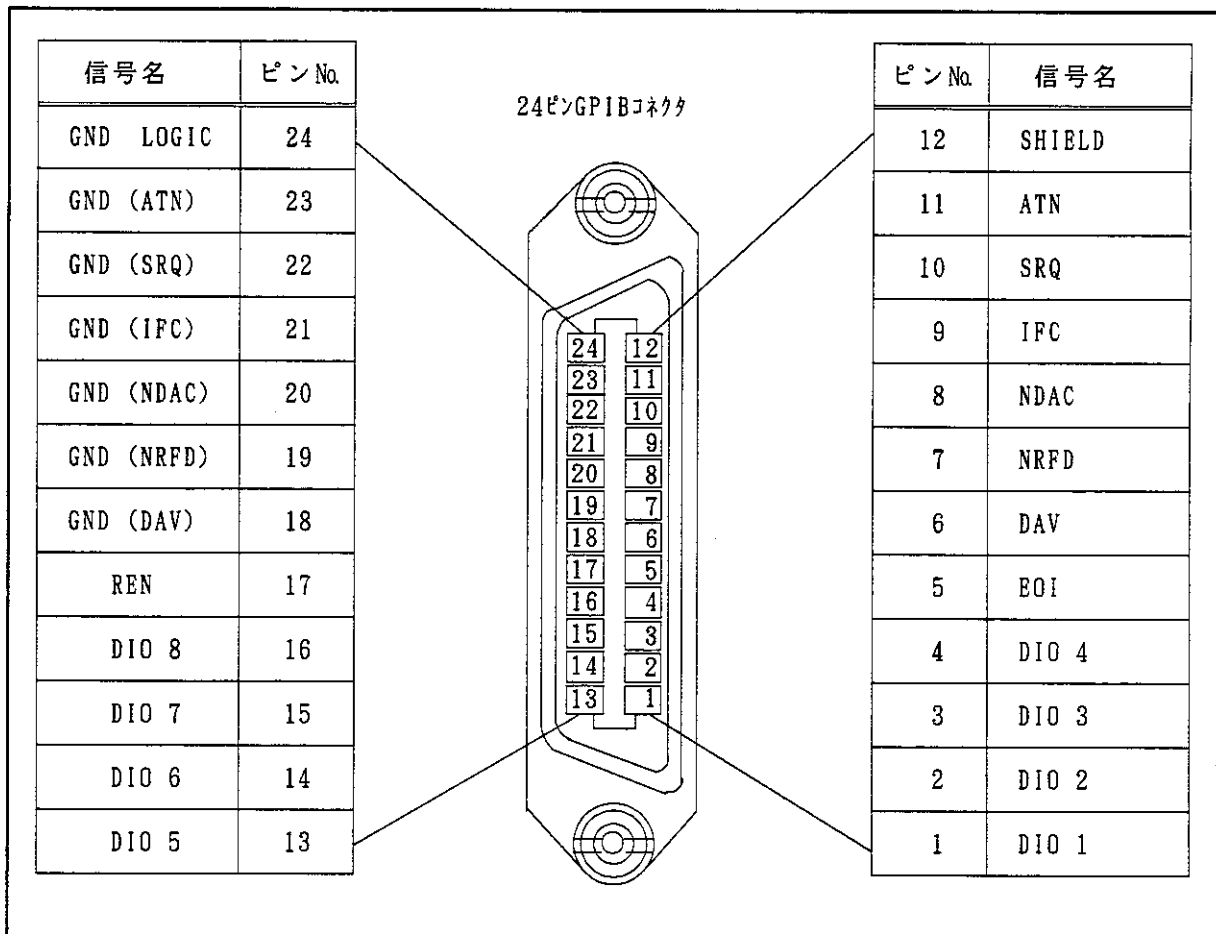 信号名 ピンNo.
GND LOGIC 24
GND (ATN) 23
GND (SRQ) 22
GND (IFC) 21
GND (NDAC) 20
GND (NRFD) 19
GND (DAV) 18
REN 17
DIO 8 16
DIO 7 15
DIO 6 14
DIO 5 13
24ピンGPIBコネクタ
24 12
23 11
22 10
21 9
20 8
19 7
18 6
17 5
16 4
15 3
14 2
13 1
ピンNo. 信号名
12 SHIELD
11 ATN
10 SRQ
9 IFC
8 NDAC
7 NRFD
6 DAV
5 EOI
4 DIO 4
3 DIO 3
2 DIO 2
1 DIO 1